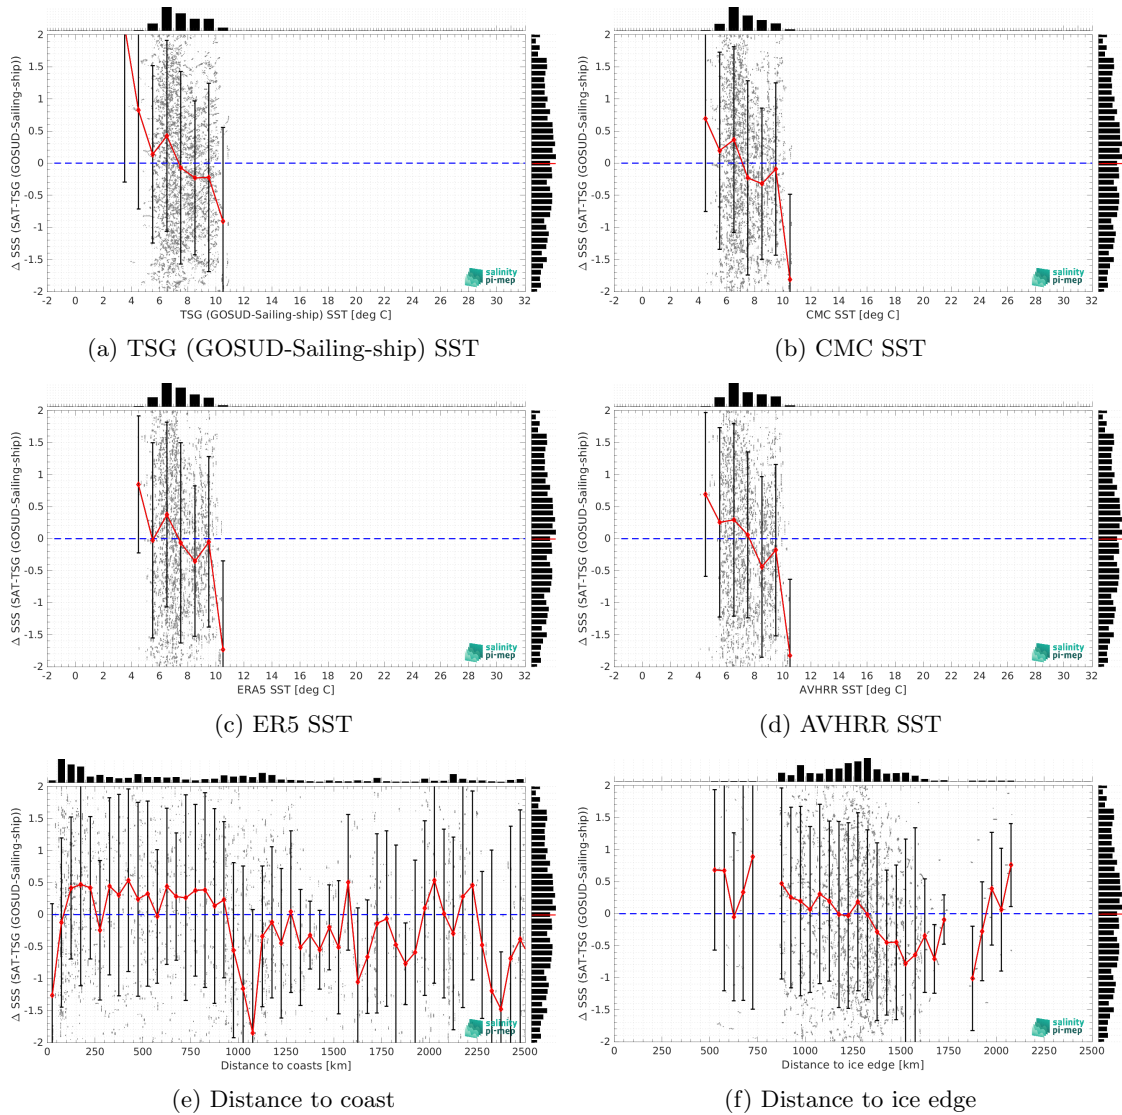 2
1.5
1
0.5
0
-0.5
-1
-1.5
-2
Δ SSS (SAT-TSG (GOSUD-Sailing-ship))
salinity
pi-mep
-2 0 2 4 6 8 10 12 14 16 18 20 22 24 26 28 30 32
TSG (GOSUD-Sailing-ship) SST [deg C]
(a) TSG (GOSUD-Sailing-ship) SST
2
1.5
1
0.5
0
-0.5
-1
-1.5
-2
Δ SSS (SAT-TSG (GOSUD-Sailing-ship))
salinity
pi-mep
-2 0 2 4 6 8 10 12 14 16 18 20 22 24 26 28 30 32
CMC SST [deg C]
(b) CMC SST
2
1.5
1
0.5
0
-0.5
-1
-1.5
-2
Δ SSS (SAT-TSG (GOSUD-Sailing-ship))
salinity
pi-mep
-2 0 2 4 6 8 10 12 14 16 18 20 22 24 26 28 30 32
ERA5 SST [deg C]
(c) ER5 SST
2
1.5
1
0.5
0
-0.5
-1
-1.5
-2
Δ SSS (SAT-TSG (GOSUD-Sailing-ship))
salinity
pi-mep
-2 0 2 4 6 8 10 12 14 16 18 20 22 24 26 28 30 32
AVHRR SST [deg C]
(d) AVHRR SST
2
1.5
1
0.5
0
-0.5
-1
-1.5
-2
Δ SSS (SAT-TSG (GOSUD-Sailing-ship))
salinity
pi-mep
0 250 500 750 1000 1250 1500 1750 2000 2250 2500
Distance to coasts [km]
(e) Distance to coast
2
1.5
1
0.5
0
-0.5
-1
-1.5
-2
Δ SSS (SAT-TSG (GOSUD-Sailing-ship))
salinity
pi-mep
0 250 500 750 1000 1250 1500 1750 2000 2250 2500
Distance to ice edge [km]
(f) Distance to ice edge